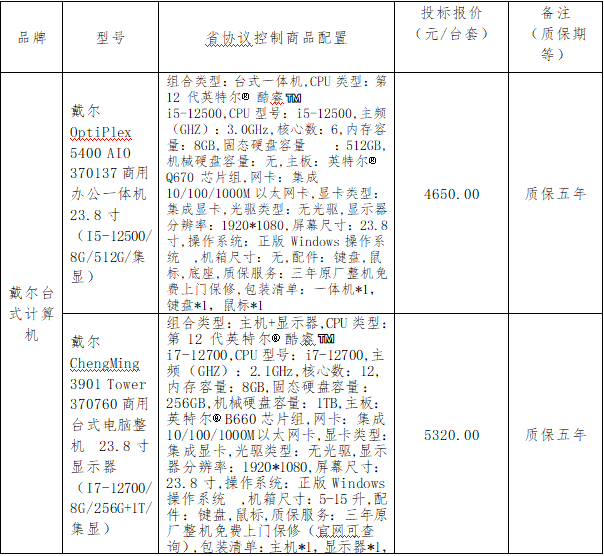 品牌
型号
省协议控制商品配置
投标报价
（元/台套）
备注
（质保期
等）
戴尔台
式计算
机
戴尔
OptiPlex
5400 AIO
370137 商用
办公一体机
23.8 寸
（I5-12500/
8G/512G/集
显）
组合类型：台式一体机,CPU 类型：第
12 代英特尔® 酷睿™
i5-12500,CPU 型号： i5-12500,主频
（GHZ）：3.0GHz,核心数：6,内存容
量：8GB,固态硬盘容量 ：512GB,
机械硬盘容量：无,主板：英特尔®
Q670 芯片组,网卡：集成
10/100/1000M 以太网卡,显卡类型：
集成显卡,光驱类型：无光驱,显示器
分辨率：1920*1080,屏幕尺寸：23.8
寸,操作系统：正版 Windows 操作系
统 ,机箱尺寸：无,配件：键盘,鼠
标,底座,质保服务：三年原厂整机免
费上门保修,包装清单：一体机*1,
键盘*1, 鼠标*1
4650.00
质保五年
戴尔
ChengMing
3901 Tower
370760 商用
台式电脑整
机 23.8 寸
显示器
（I7-12700/
8G/256G+1T/
集显）
组合类型：主机+显示器,CPU 类型：
第 12 代英特尔® 酷睿™
i7-12700,CPU 型号： i7-12700,主
频（GHZ）：2.1GHz,核心数：12,
内存容量：8GB,固态硬盘容量：
256GB,机械硬盘容量：1TB,主板：
英特尔® B660 芯片组,网卡：集成
10/100/1000M 以太网卡,显卡类型：
集成显卡,光驱类型：无光驱,显示
器分辨率：1920*1080,屏幕尺寸：
23.8 寸,操作系统：正版 Windows
操作系统 ,机箱尺寸：5-15 升,配
件：键盘,鼠标,质保服务：三年原
厂整机免费上门保修（官网可查
询）,包装清单：主机*1, 显示器*1,
5320.00
质保五年